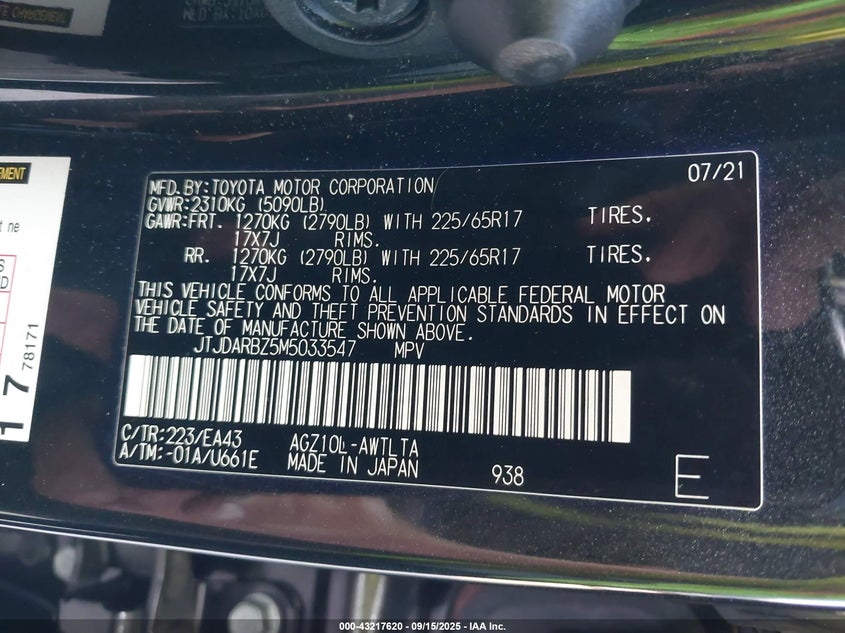 MFD. BY: TOYOTA MOTOR CORPORATION 07/21
GVWR: 2310KG (5090LB)
GAWR: FRT. 1270KG (2790LB) WITH 225/65R17 TIRES.
17X7J RIMS.
RR. 1270KG (2790LB) WITH 225/65R17 TIRES.
17X7J RIMS.
THIS VEHICLE CONFORMS TO ALL APPLICABLE FEDERAL MOTOR
VEHICLE SAFETY AND THEFT PREVENTION STANDARDS IN EFFECT ON
THE DATE OF MANUFACTURE SHOWN ABOVE.
JTJDARBZ5M5033547 MPV
C/TR: 223/EA43 AGZ10L-AWTLTA
A/TM: -01A/U661E MADE IN JAPAN 938 E
78171
000-43217620 - 09/15/2025 - IAA Inc.